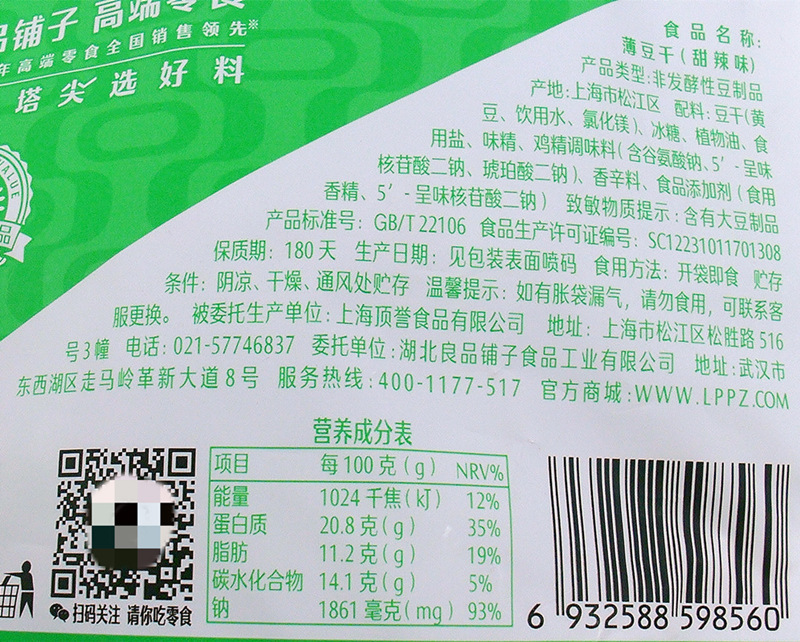 品铺子 高端零食
年高端零食全国销售领先※
塔尖选好料
VALUE
品
食品名称:
薄豆干(甜辣味)
产品类型:非发酵性豆制品
产地:上海市松江区 配料:豆干(黄
豆、饮用水、氯化镁)、冰糖、植物油、食
用盐、味精、鸡精调味料(含谷氨酸钠、5'-呈味
核苷酸二钠、琥珀酸二钠)、香辛料、食品添加剂(食用
香精、5'-呈味核苷酸二钠) 致敏物质提示:含有大豆制品
产品标准号: GB/T 22106 食品生产许可证编号: SC12231011701308
保质期: 180天 生产日期: 见包装表面喷码 食用方法: 开袋即食 贮存
条件: 阴凉、干燥、通风处贮存 温馨提示: 如有胀袋漏气，请勿食用，可联系客
服更换。 被委托生产单位:上海顶誉食品有限公司 地址: 上海市松江区松胜路516
号3幢 电话:021-57746837 委托单位:湖北良品铺子食品工业有限公司 地址:武汉市
东西湖区走马岭革新大道8号 服务热线:400-1177-517 官方商城:WWW.LPPZ.COM
营养成分表
项目 每100克(g) NRV%
能量 1024千焦(kJ) 12%
蛋白质 20.8克(g) 35%
脂肪 11.2克(g) 19%
碳水化合物 14.1克(g) 5%
钠 1861毫克(mg) 93%
扫码关注 请你吃零食
6 932588 598560